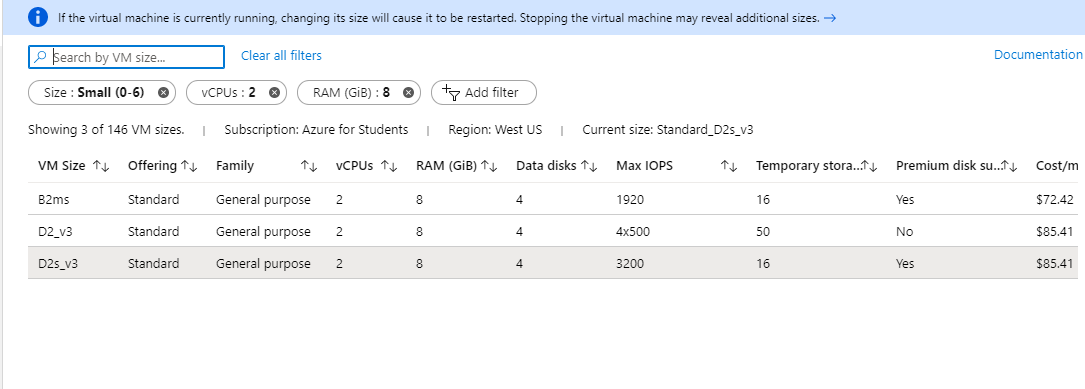 If the virtual machine is currently running, changing its size will cause it to be restarted. Stopping the virtual machine may reveal additional sizes. →
Search by VM size... Clear all filters Documentation
Size : Small (0-6) vCPUs : 2 RAM (GiB) : 8 Add filter
Showing 3 of 146 VM sizes. | Subscription: Azure for Students | Region: West US | Current size: Standard_D2s_v3
VM Size ↑↓ Offering ↑↓ Family ↑↓ vCPUs ↑↓ RAM (GiB) ↑↓ Data disks ↑↓ Max IOPS ↑↓ Temporary stora... ↑↓ Premium disk su... ↑↓ Cost/m
B2ms Standard General purpose 2 8 4 1920 16 Yes $72.42
D2_v3 Standard General purpose 2 8 4 4x500 50 No $85.41
D2s_v3 Standard General purpose 2 8 4 3200 16 Yes $85.41